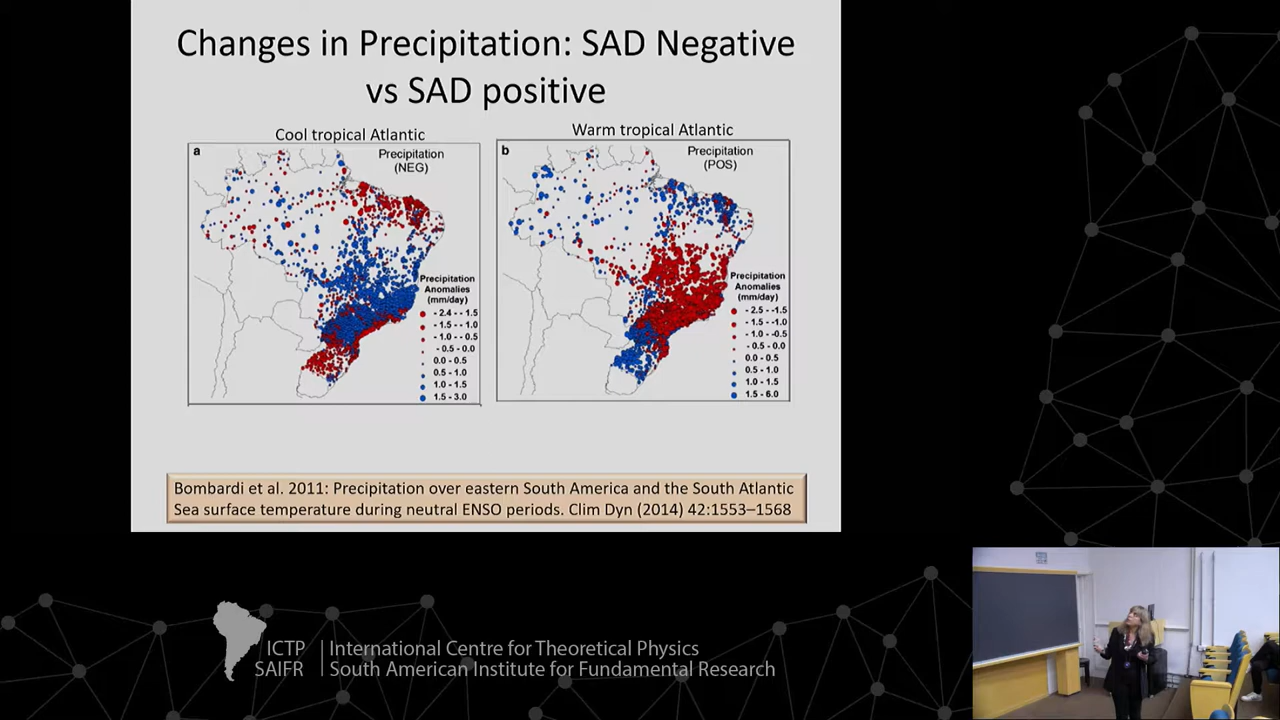 Changes in Precipitation: SAD Negative
vs SAD positive
Cool tropical Atlantic
a
Precipitation
(NEG)
Precipitation
Anomalies
(mm/day)
- 2.4 - - 1.5
- 1.5 - - 1.0
- 1.0 - - 0.5
- 0.5 - 0.0
0.0 - 0.5
0.5 - 1.0
1.0 - 1.5
1.5 - 3.0
Warm tropical Atlantic
b
Precipitation
(POS)
Precipitation
Anomalies
(mm/day)
- 2.5 - -1.5
- 1.5 - -1.0
- 1.0 - -0.5
- 0.5 - 0.0
0.0 - 0.5
0.5 - 1.0
1.0 - 1.5
1.5 - 6.0
Bombardi et al. 2011: Precipitation over eastern South America and the South Atlantic
Sea surface temperature during neutral ENSO periods. Clim Dyn (2014) 42:1553–1568
ICTP
SAIFR
International Centre for Theoretical Physics
South American Institute for Fundamental Research